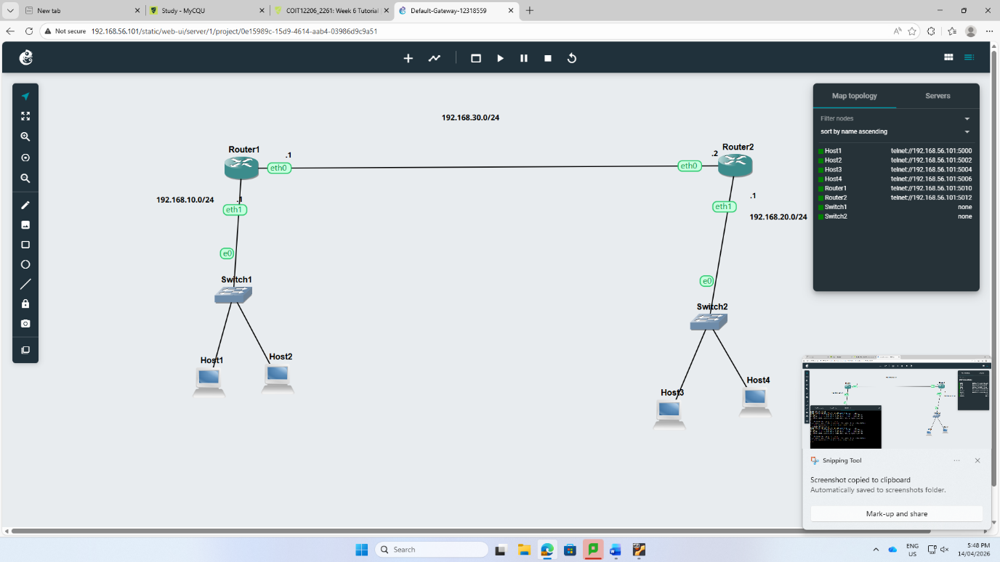 New tab
Study - MyCQU
COIT12206_2261: Week 6 Tutorial
Default-Gateway-12318559
Not secure
192.168.56.101/static/web-ui/server/1/project/0e15989c-15d9-4614-aab4-03986d9c9a51
Map topology
Servers
Filter nodes
sort by name ascending
Host1 telnet://192.168.56.101:5000
Host2 telnet://192.168.56.101:5002
Host3 telnet://192.168.56.101:5004
Host4 telnet://192.168.56.101:5006
Router1 telnet://192.168.56.101:5010
Router2 telnet://192.168.56.101:5012
Switch1 none
Switch2 none
192.168.30.0/24
Router1
.1
eth0
Router2
.2
eth0
192.168.10.0/24
.1
eth1
.1
eth1
192.168.20.0/24
e0
Switch1
e0
Switch2
Host1
Host2
Host3
Host4
Snipping Tool
Screenshot copied to clipboard
Automatically saved to screenshots folder.
Mark-up and share
Search
ENG
US
5:48 PM
14/04/2026